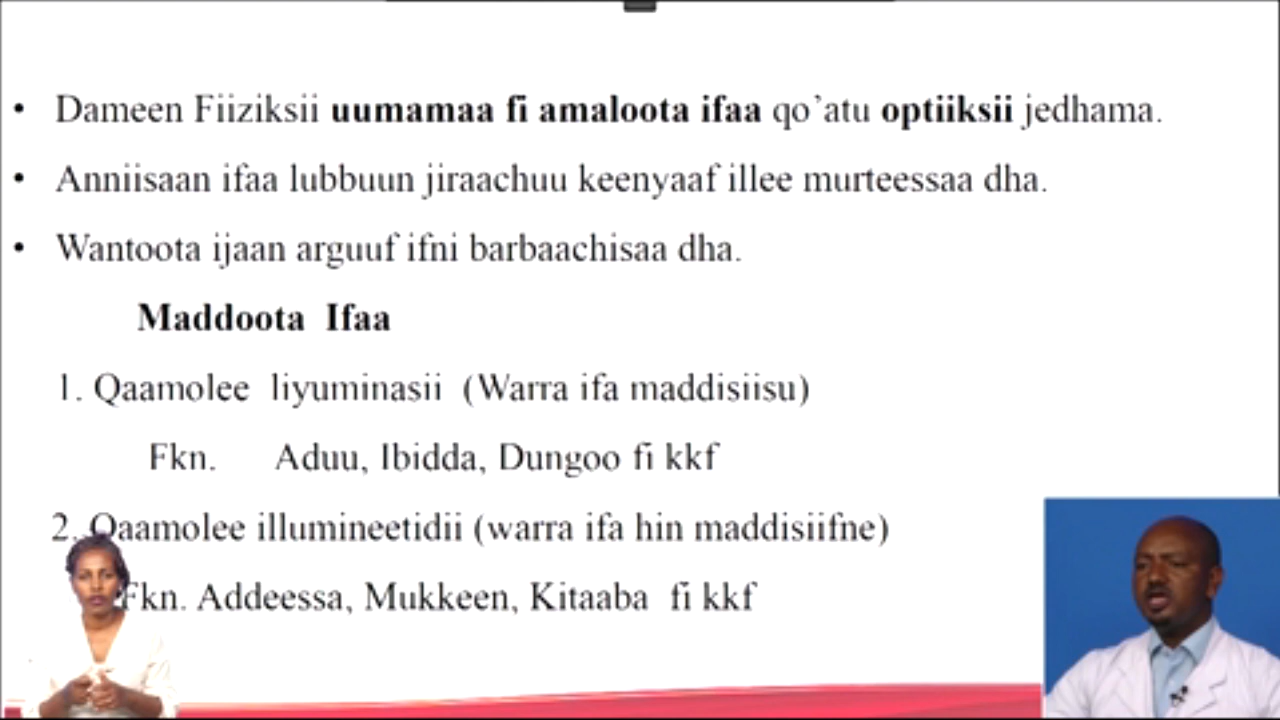 • Dameen Fiiziksii uumamaa fi amaloota ifaa qo’atu optiiksii jedhama.
• Anniisaan ifaa lubbuun jiraachuu keenyaaf illee murteessaa dha.
• Wantoota ijaan arguuf ifni barbaachisaa dha.
Maddoota Ifaa
1. Qaamolee liyuminasii (Warra ifa maddisiisu)
Fkn. Aduu, Ibidda, Dungoo fi kkf
2. Qaamolee illumineetidii (warra ifa hin maddisiifne)
Fkn. Addeessa, Mukkeen, Kitaaba fi kkf